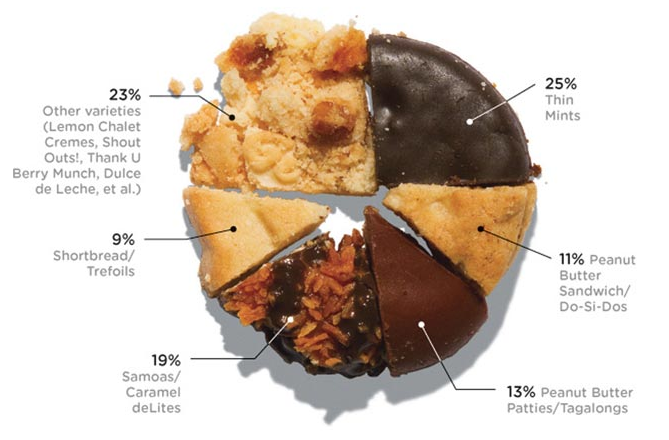 23%
Other varieties
(Lemon Chalet
Cremes, Shout
Outs!, Thank U
Berry Munch, Dulce
de Leche, et al.)
25%
Thin
Mints
9%
Shortbread/
Trefoils
11% Peanut
Butter
Sandwich/
Do-Si-Dos
19%
Samoas/
Caramel
deLites
13% Peanut Butter
Patties/Tagalongs